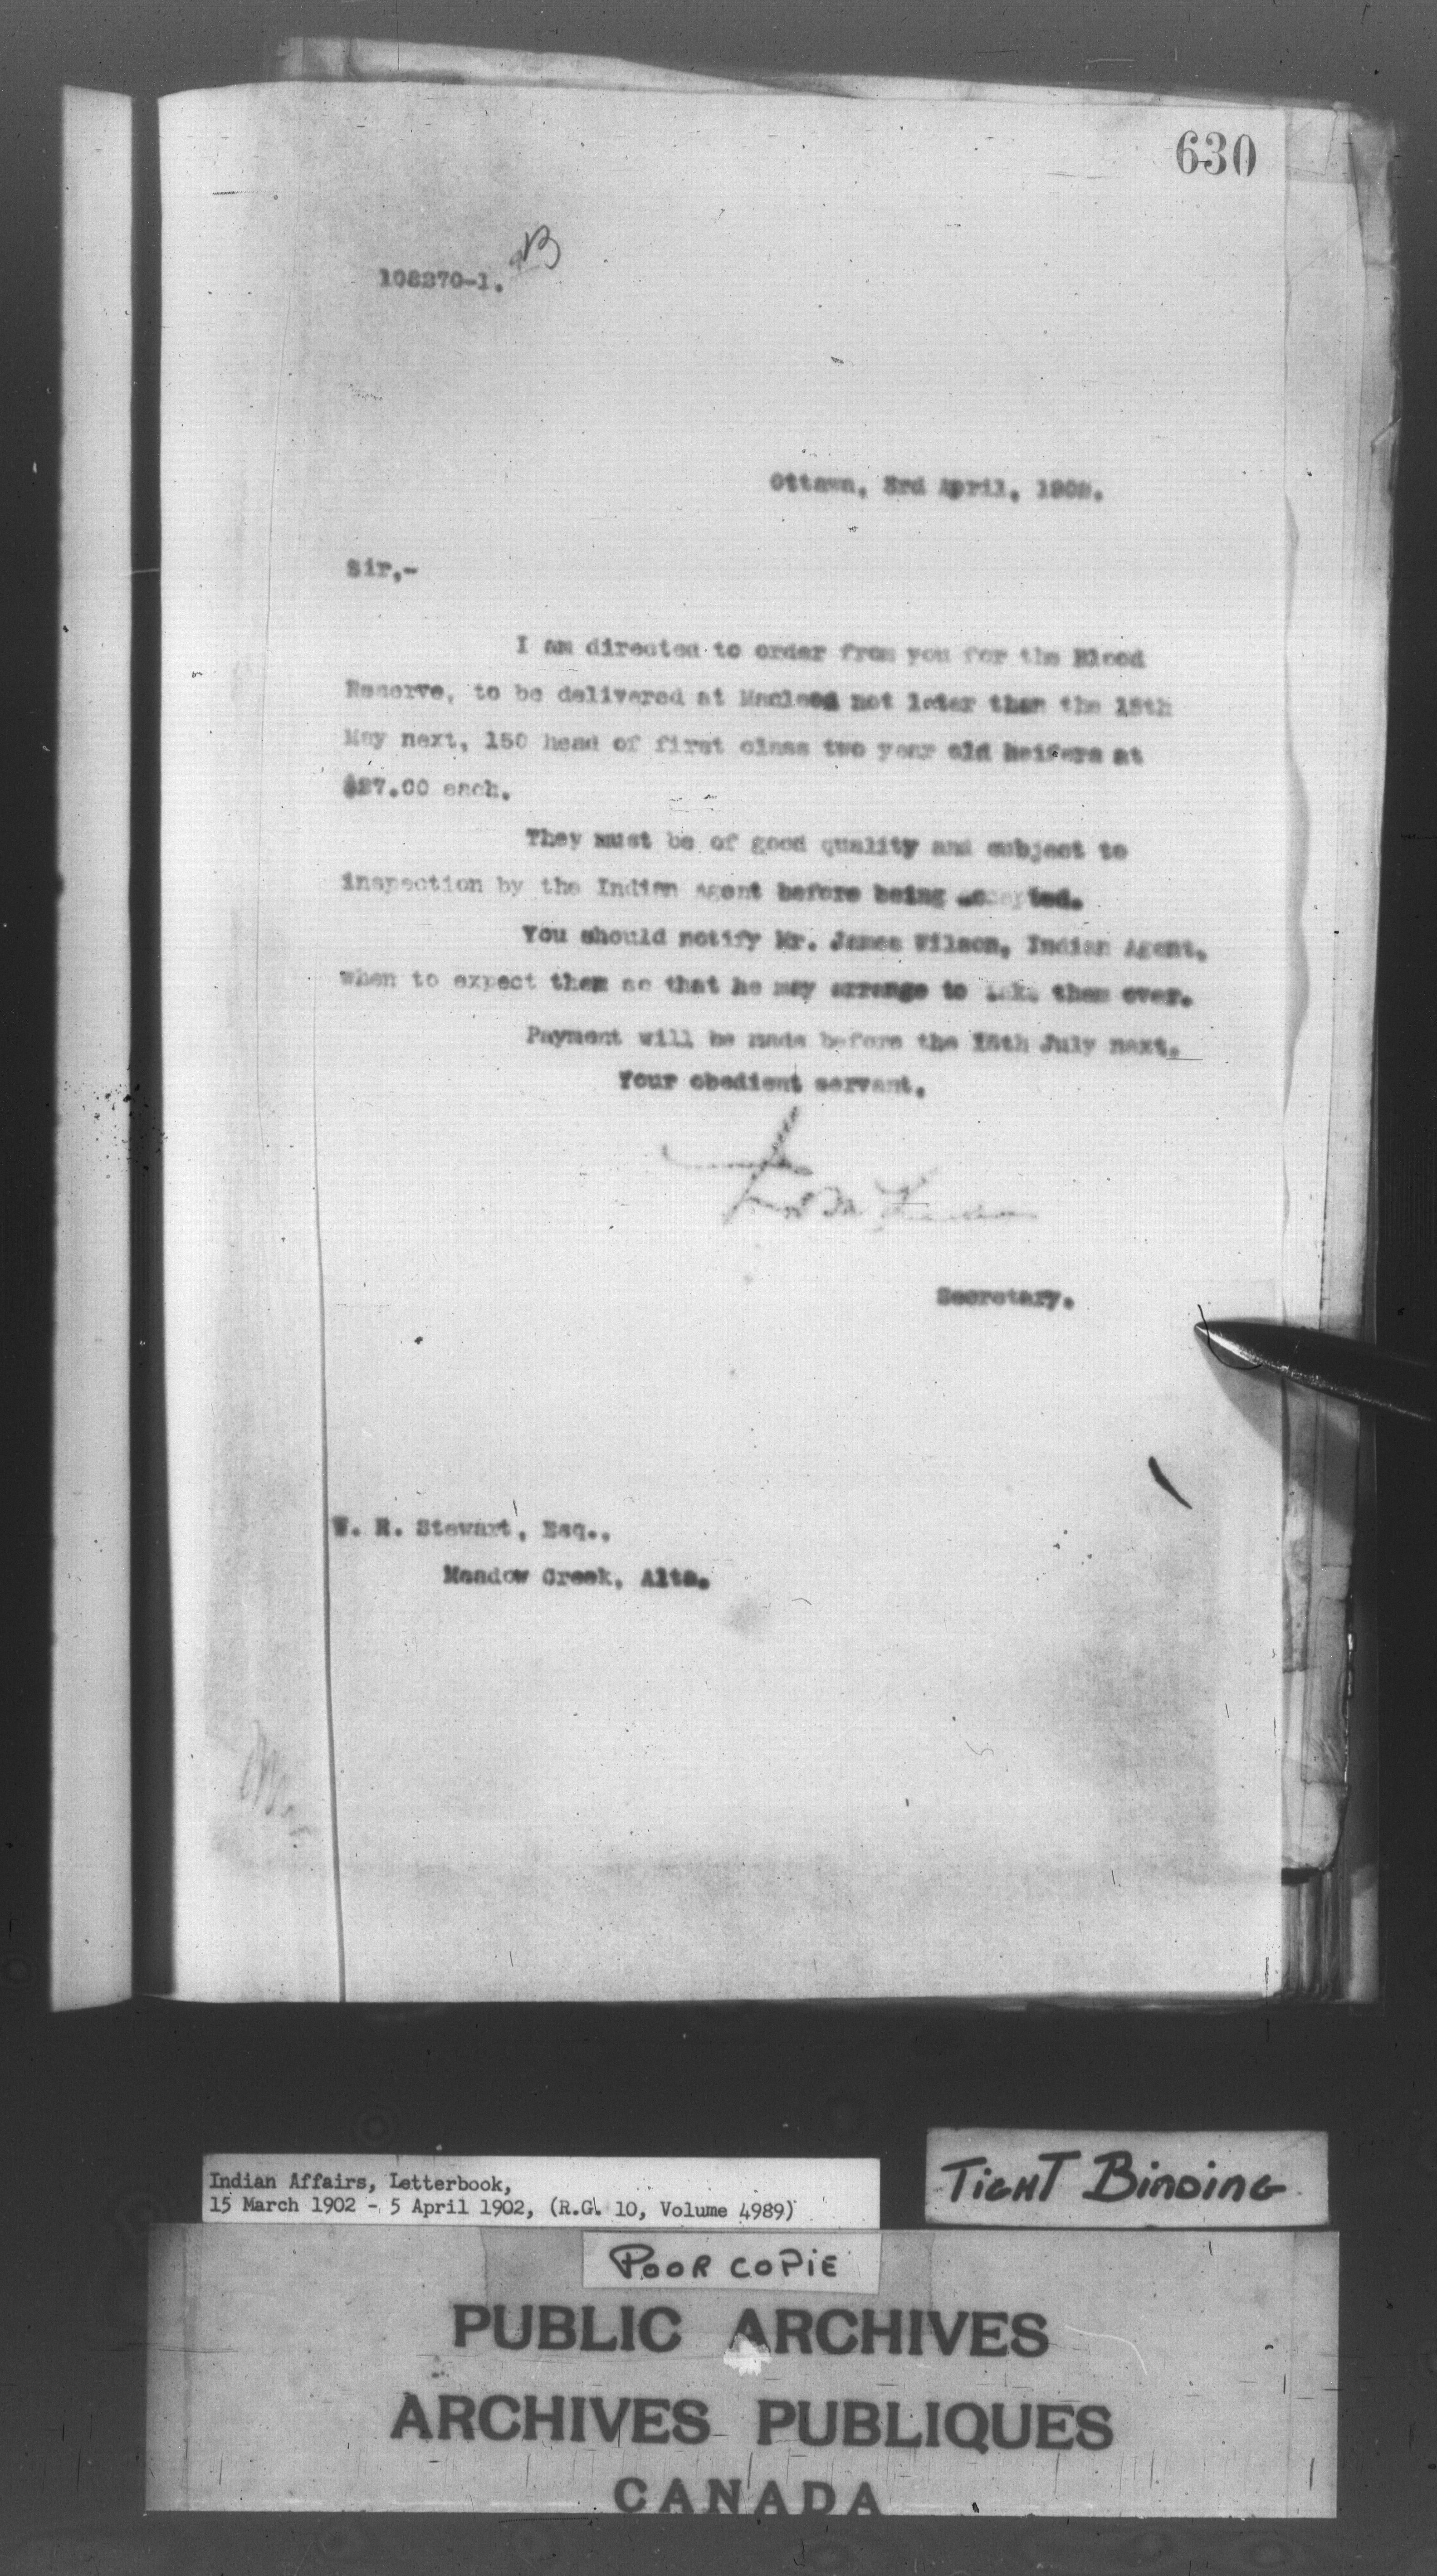 630
B
108270-1.
Ottawa, 3rd April, 1902.
Sir,-
I am directed to order from you for the Blood
Reserve, to be delivered at Macleod not later than the 15th
May next, 150 head of first class two year old heifers at
$27.00 each.
They must be of good quality and subject to
inspection by the Indian Agent before being accepted.
You should notify Mr. James Wilson, Indian Agent,
when to expect them so that he may arrange to take them over.
Payment will be made before the 15th July next.
Your obedient servant,
Secretary.
W. R. Stewart, Esq.,
Meadow Creek, Alta.
Indian Affairs, Letterbook,
15 March 1902 - 5 April 1902, (R.G. 10, Volume 4989)
TIGHT BINDING
POOR COPIE
PUBLIC ARCHIVES
ARCHIVES PUBLIQUES
CANADA